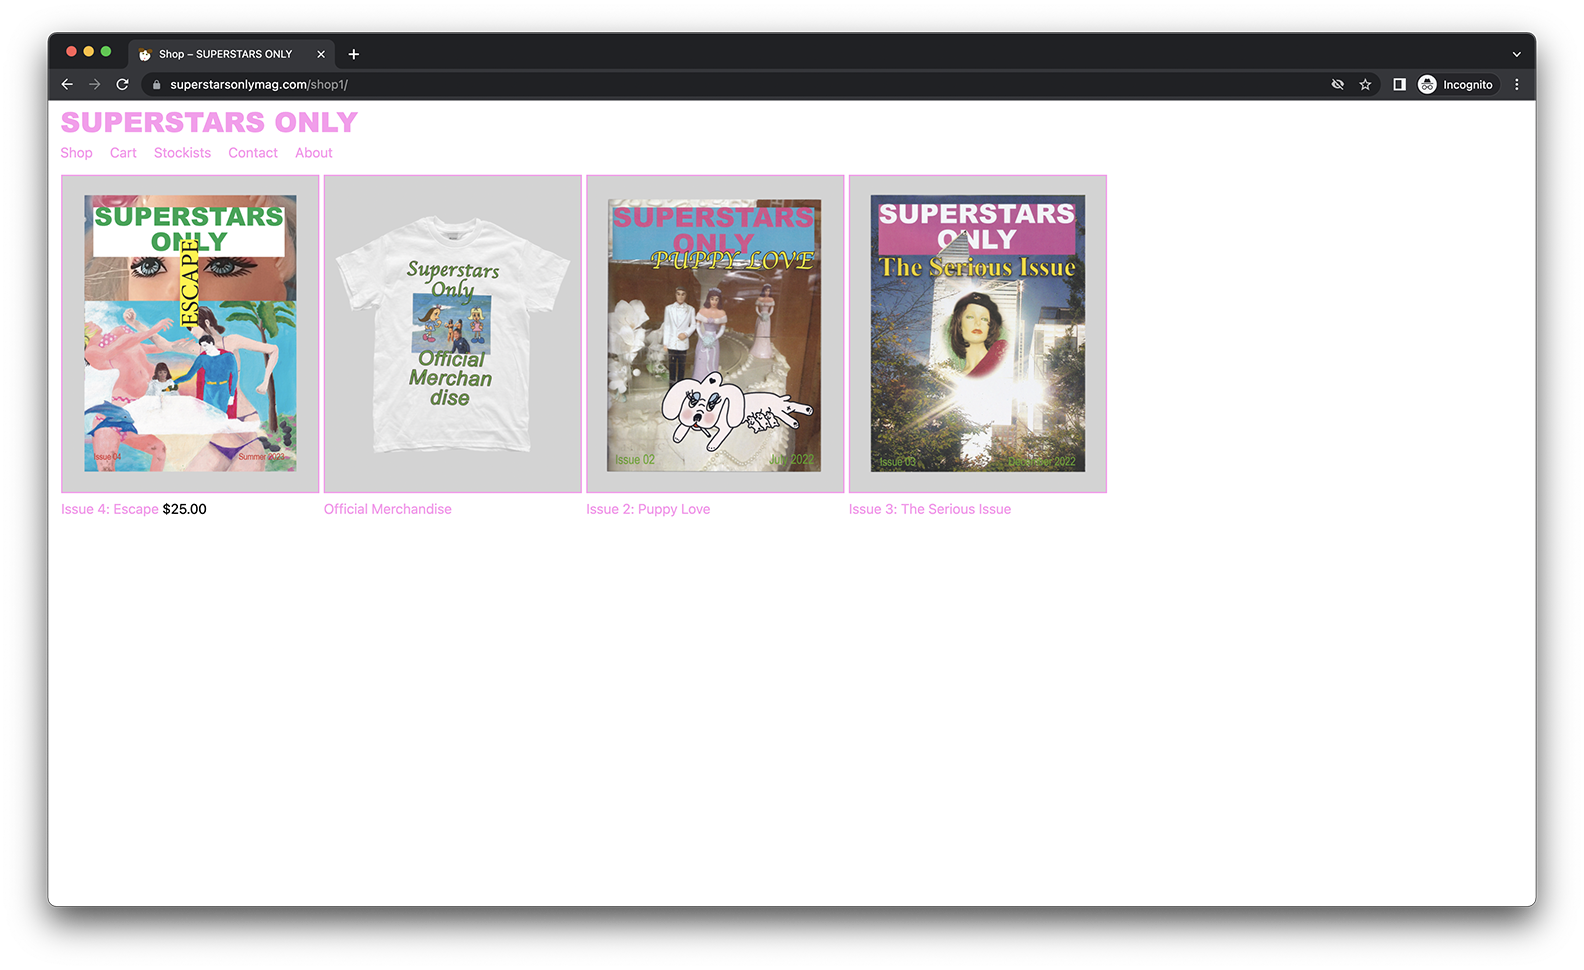 Shop – SUPERSTARS ONLY
superstarsonlymag.com/shop1/
Incognito
SUPERSTARS ONLY
Shop Cart Stockists Contact About
SUPERSTARS
ONLY
ESCAPE
Issue 04 Summer 2023
Superstars
Only
Official
Merchan
dise
SUPERSTARS
ONLY
PUPPY LOVE
Issue 02 July 2022
SUPERSTARS
ONLY
The Serious Issue
Issue 03 December 2022
Issue 4: Escape $25.00
Official Merchandise
Issue 2: Puppy Love
Issue 3: The Serious Issue